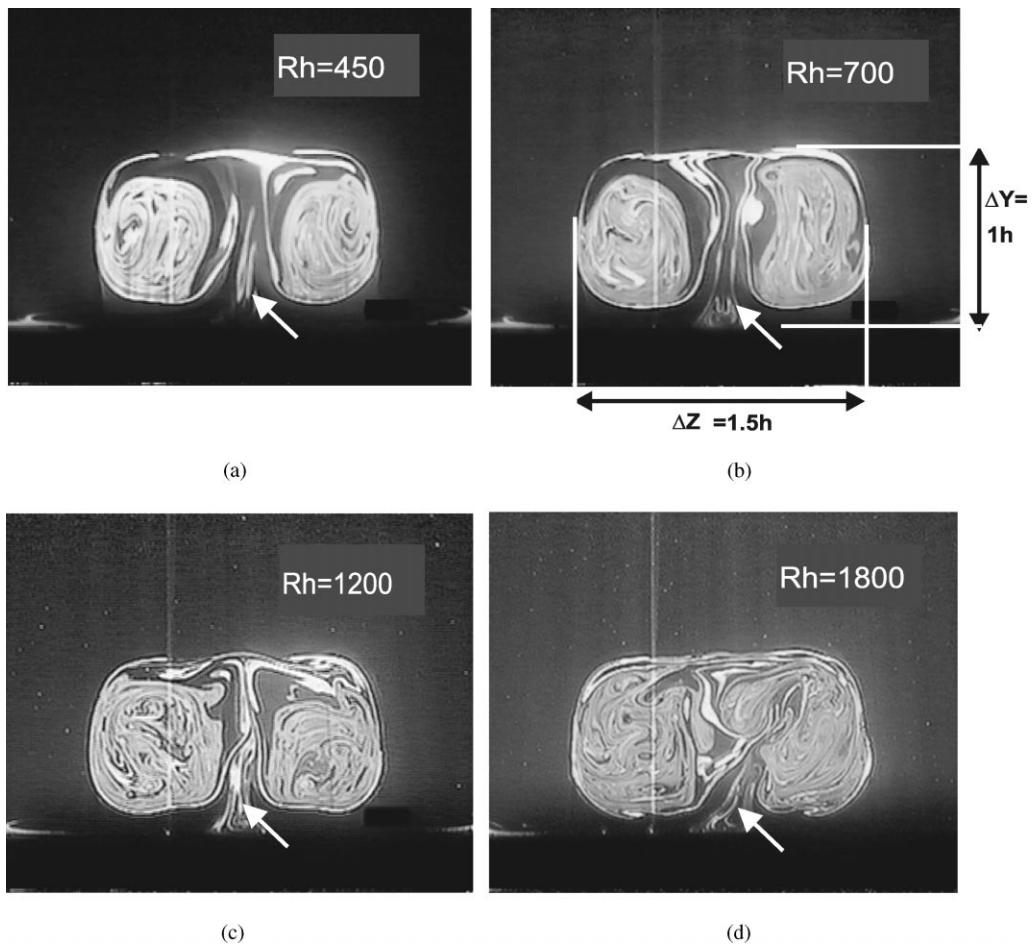 Rh=450
Rh=700
ΔY=
1h
ΔZ =1.5h
(a)
(b)
Rh=1200
Rh=1800
(c)
(d)